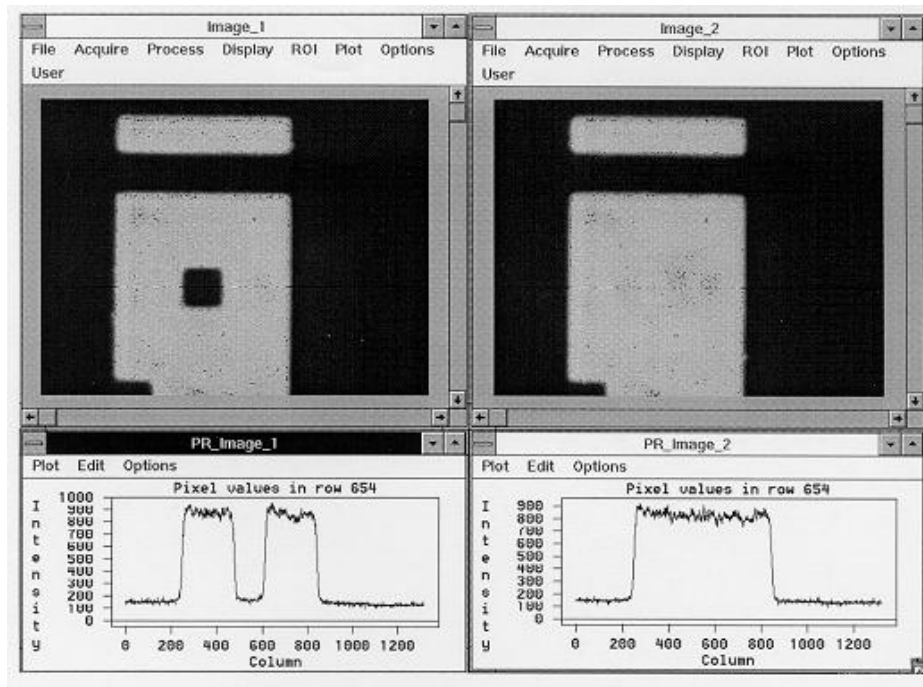 Image_1
File Acquire Process Display ROI Plot Options
User
Image_2
File Acquire Process Display ROI Plot Options
User
PR_Image_1
Plot Edit Options
Pixel values in row 654
Intensity
1000
900
800
700
600
500
400
300
200
100
0
0 200 400 600 800 1000 1200
Column
PR_Image_2
Plot Edit Options
Pixel values in row 654
Intensity
900
800
700
600
500
400
300
200
100
0
0 200 400 600 800 1000 1200
Column